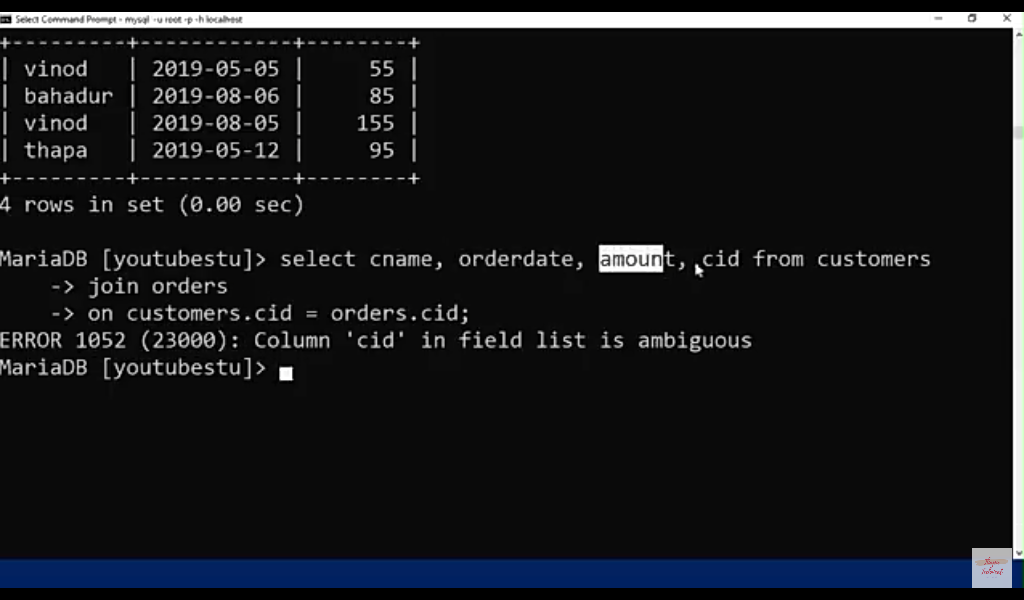 Select Command Prompt - mysql -u root -p -h localhost
+---------+------------+--------+
| vinod | 2019-05-05 | 55 |
| bahadur | 2019-08-06 | 85 |
| vinod | 2019-08-05 | 155 |
| thapa | 2019-05-12 | 95 |
+---------+------------+--------+
4 rows in set (0.00 sec)
MariaDB [youtubestu]> select cname, orderdate, amount, cid from customers
-> join orders
-> on customers.cid = orders.cid;
ERROR 1052 (23000): Column 'cid' in field list is ambiguous
MariaDB [youtubestu]>